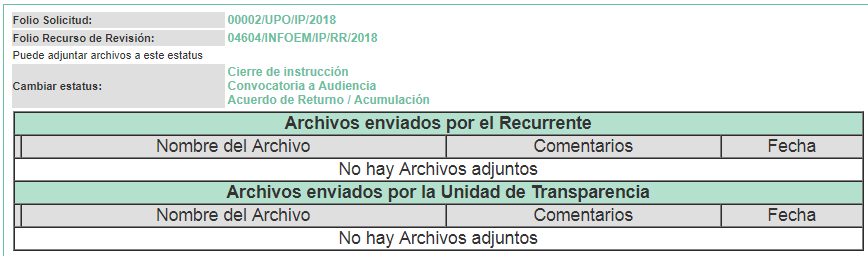 Folio Solicitud: 00002/UPO/IP/2018
Folio Recurso de Revisión: 04604/INFOEM/IP/RR/2018
Puede adjuntar archivos a este estatus
Cambiar estatus: Cierre de instrucción
Convocatoria a Audiencia
Acuerdo de Returno / Acumulación
Archivos enviados por el Recurrente
Nombre del Archivo Comentarios Fecha
No hay Archivos adjuntos
Archivos enviados por la Unidad de Transparencia
Nombre del Archivo Comentarios Fecha
No hay Archivos adjuntos